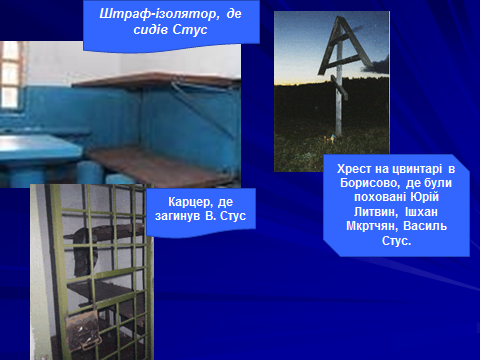 Штраф-ізолятор, де
сидів Стус
Хрест на цвинтарі в
Борисово, де були
поховані Юрій
Литвин, Ішхан
Мкртчян, Василь
Стус.
Карцер, де
загинув В. Стус